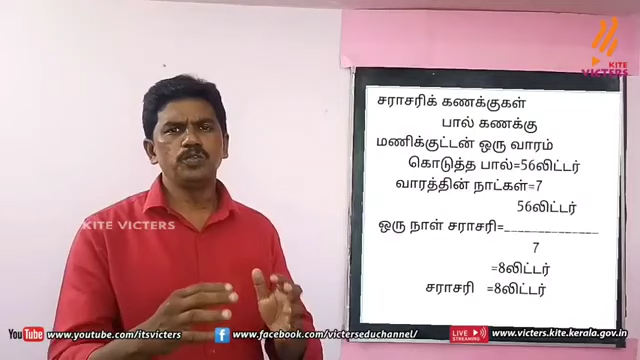 KITE
VICTERS
சராசரிக் கணக்குகள்
பால் கணக்கு
மணிக்குட்டன் ஒரு வாரம்
கொடுத்த பால்=56லிட்டர்
வாரத்தின் நாட்கள்=7
56லிட்டர்
ஒரு நாள் சராசரி=______________
7
=8லிட்டர்
சராசரி =8லிட்டர்
KITE VICTERS
YouTube www.youtube.com/itsvicters f www.facebook.com/victerseduchannel/ LIVE STREAMING www.victers.kite.kerala.gov.in